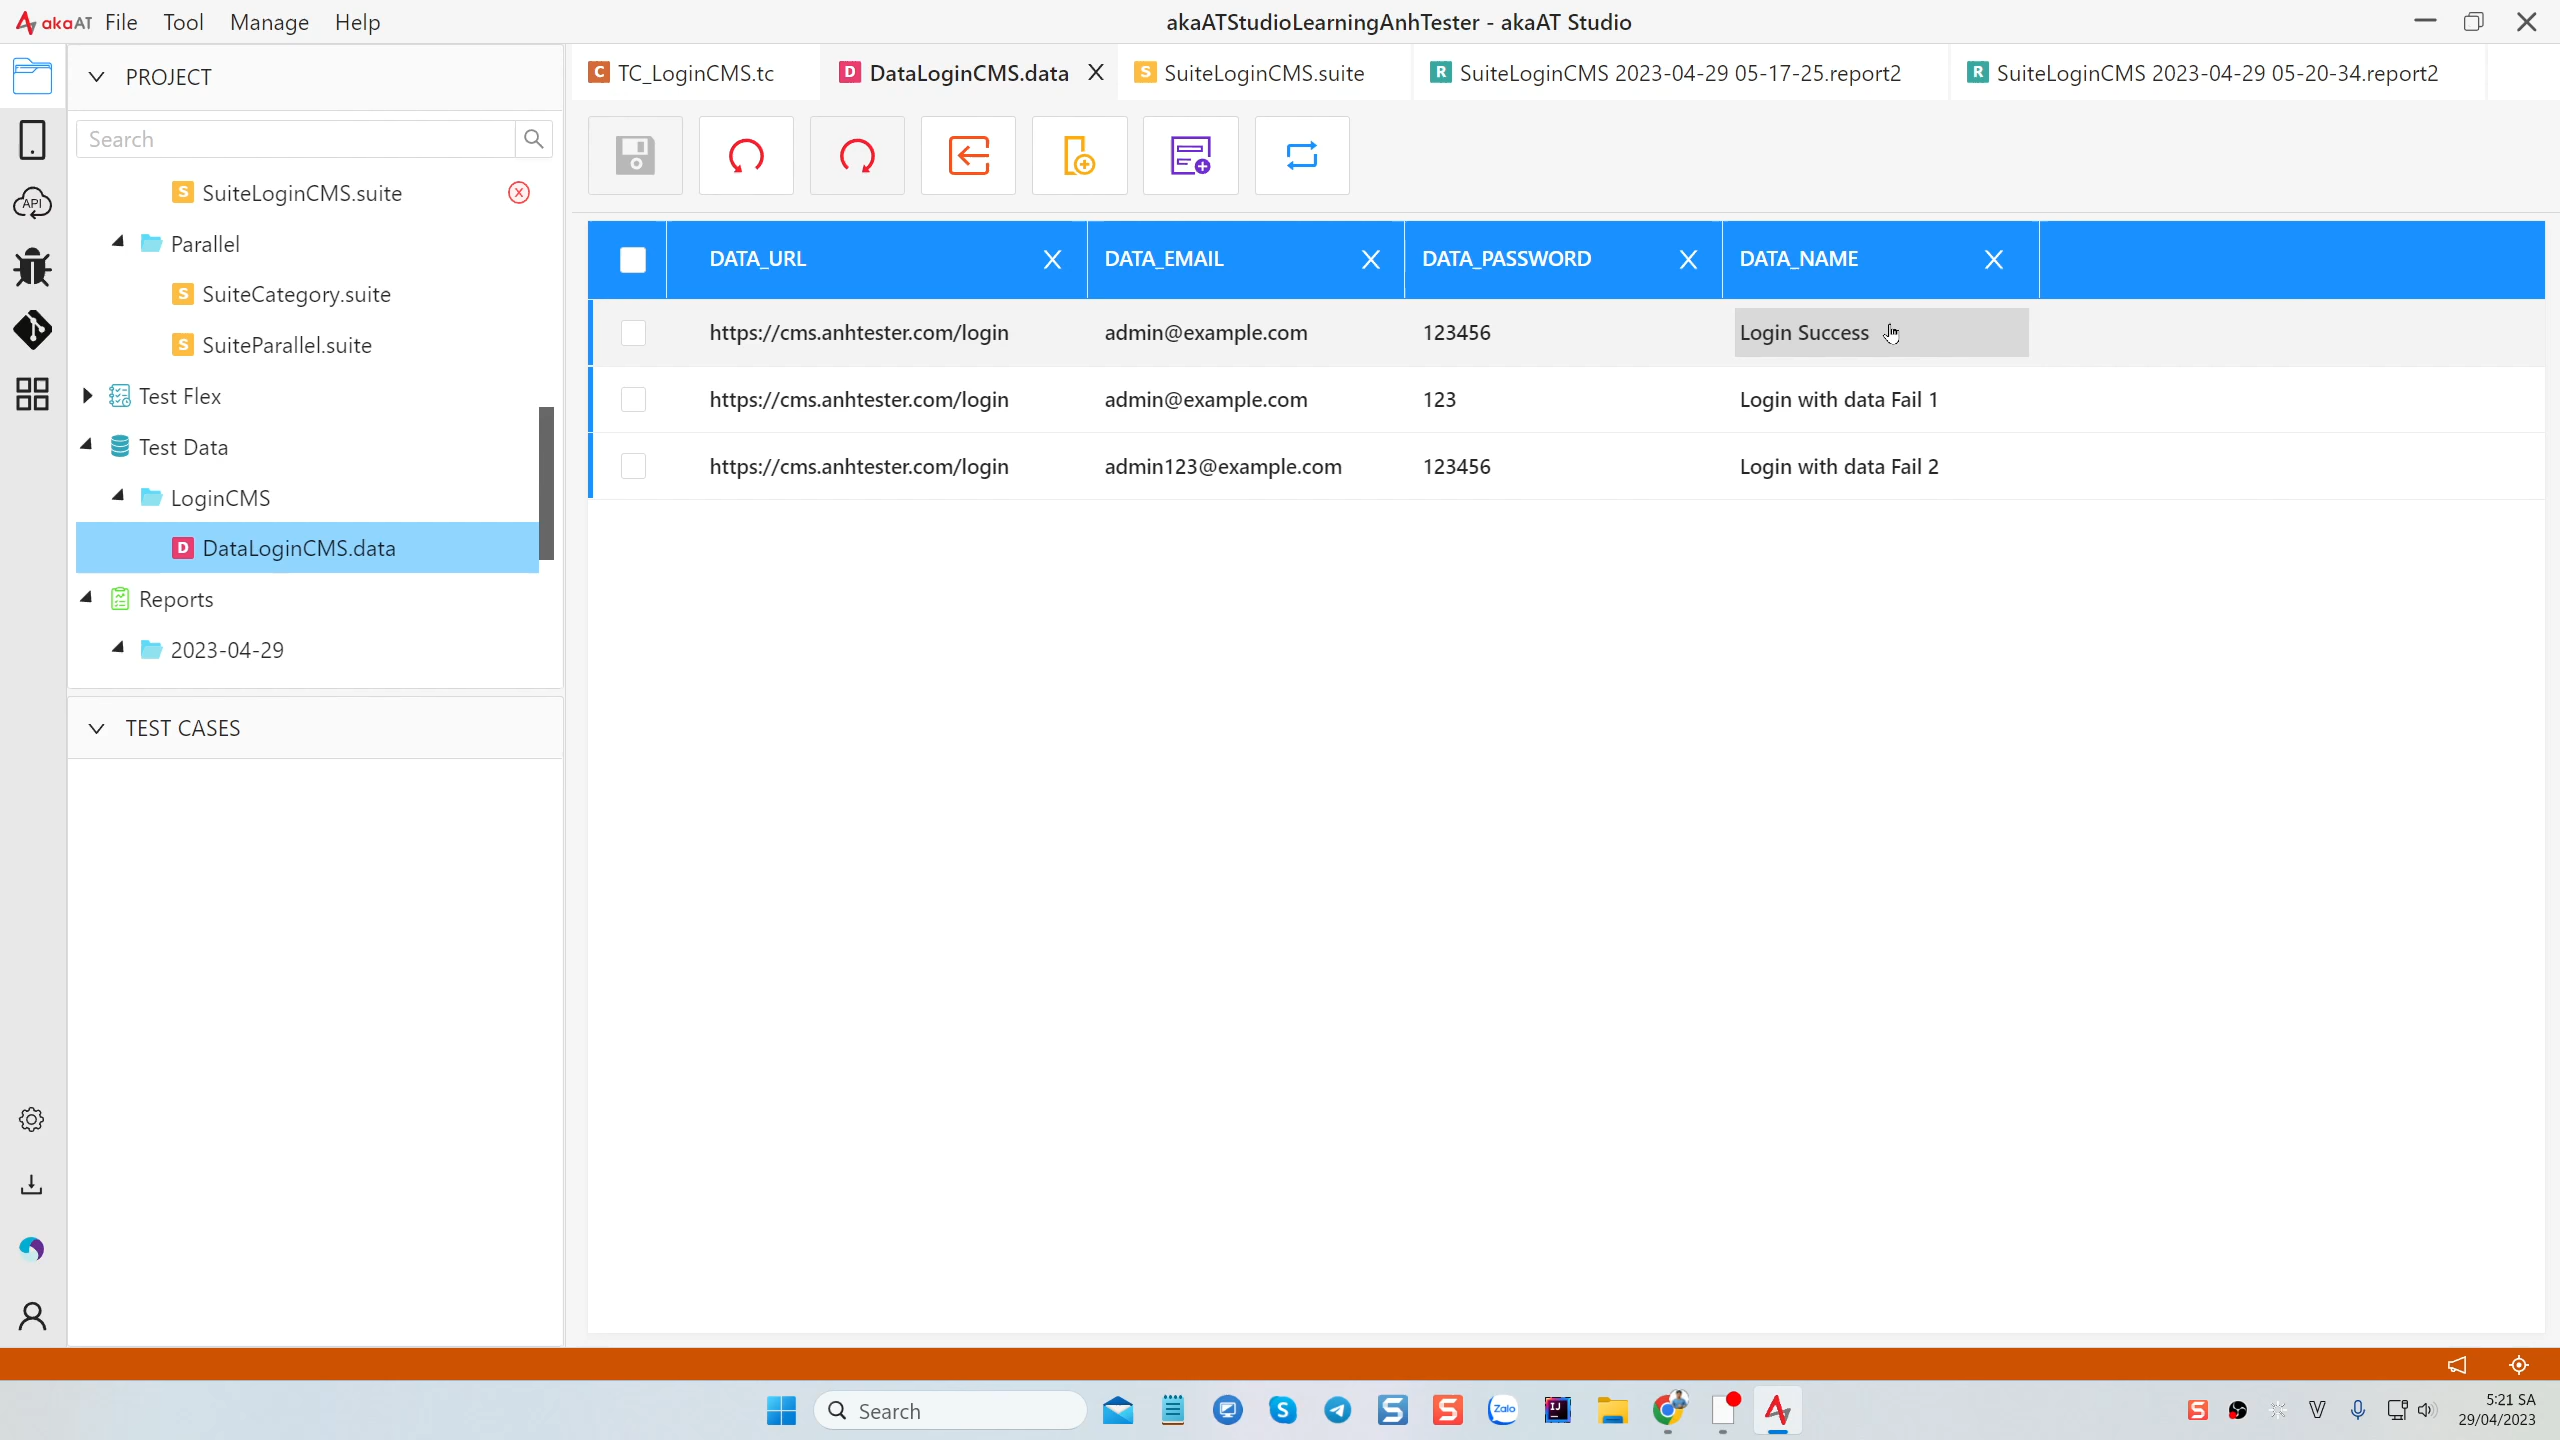 akaAT File Tool Manage Help akaATStudioLearningAnhTester - akaAT Studio
C TC_LoginCMS.tc D DataLoginCMS.data S SuiteLoginCMS.suite R SuiteLoginCMS 2023-04-29 05-17-25.report2 R SuiteLoginCMS 2023-04-29 05-20-34.report2
PROJECT
Search
S SuiteLoginCMS.suite
Parallel
S SuiteCategory.suite
S SuiteParallel.suite
Test Flex
Test Data
LoginCMS
D DataLoginCMS.data
Reports
2023-04-29
TEST CASES
API
DATA_URL DATA_EMAIL DATA_PASSWORD DATA_NAME
https://cms.anhtester.com/login admin@example.com 123456 Login Success
https://cms.anhtester.com/login admin@example.com 123 Login with data Fail 1
https://cms.anhtester.com/login admin123@example.com 123456 Login with data Fail 2
Search
S
S
S
Zalo
IJ
S
V
5:21 SA
29/04/2023